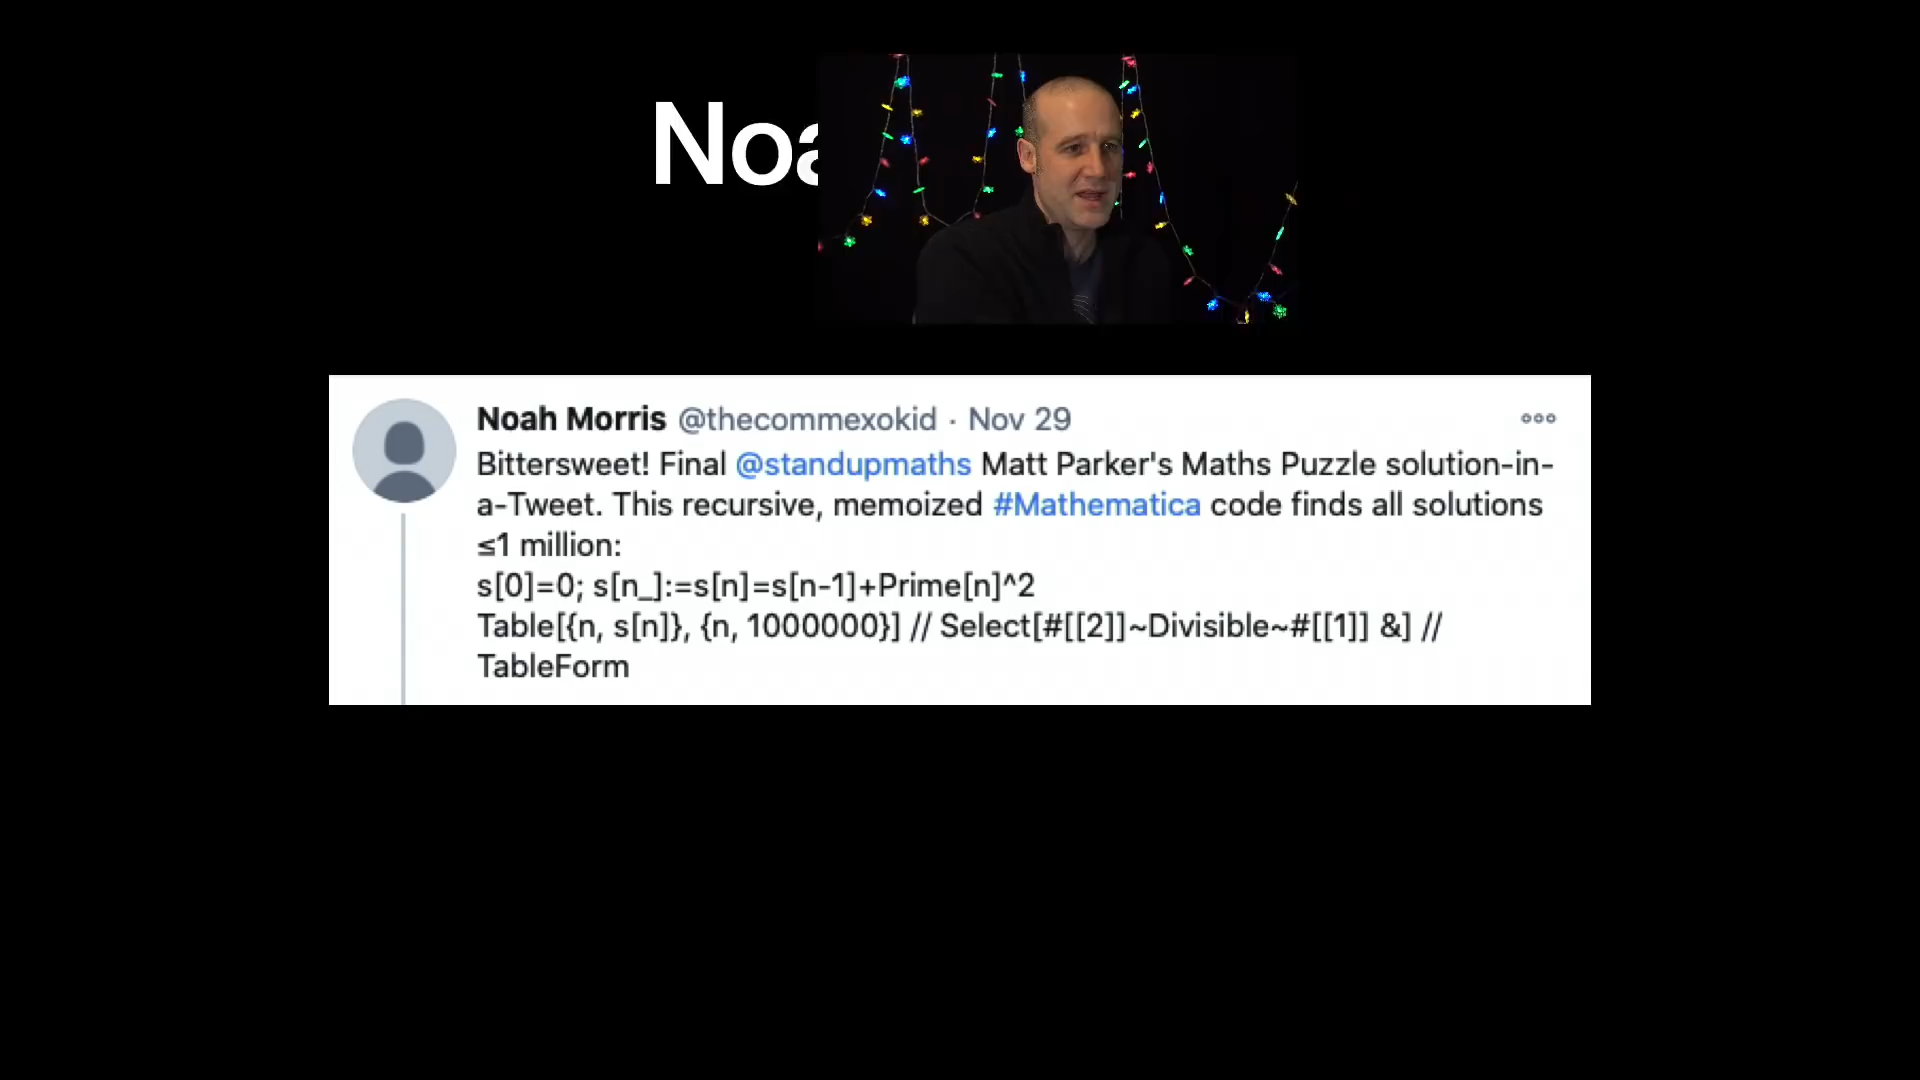 Noa
Noah Morris @thecommexokid · Nov 29
Bittersweet! Final @standupmaths Matt Parker's Maths Puzzle solution-in-
a-Tweet. This recursive, memoized #Mathematica code finds all solutions
≤1 million:
s[0]=0; s[n_]:=s[n]=s[n-1]+Prime[n]^2
Table[{n, s[n]}, {n, 1000000}] // Select[#[[2]]~Divisible~#[[1]] &] //
TableForm